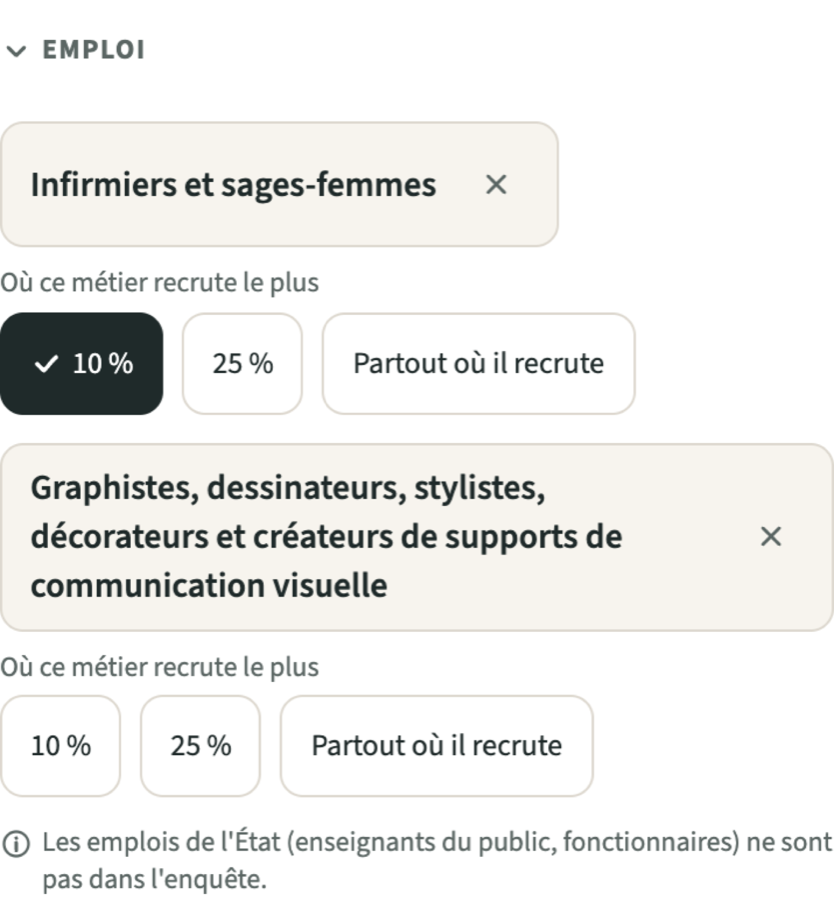 EMPLOI
Infirmiers et sages-femmes
Où ce métier recrute le plus
10 %
25 %
Partout où il recrute
Graphistes, dessinateurs, stylistes,
décorateurs et créateurs de supports de
communication visuelle
Où ce métier recrute le plus
10 %
25 %
Partout où il recrute
Les emplois de l'État (enseignants du public, fonctionnaires) ne sont
pas dans l'enquête.